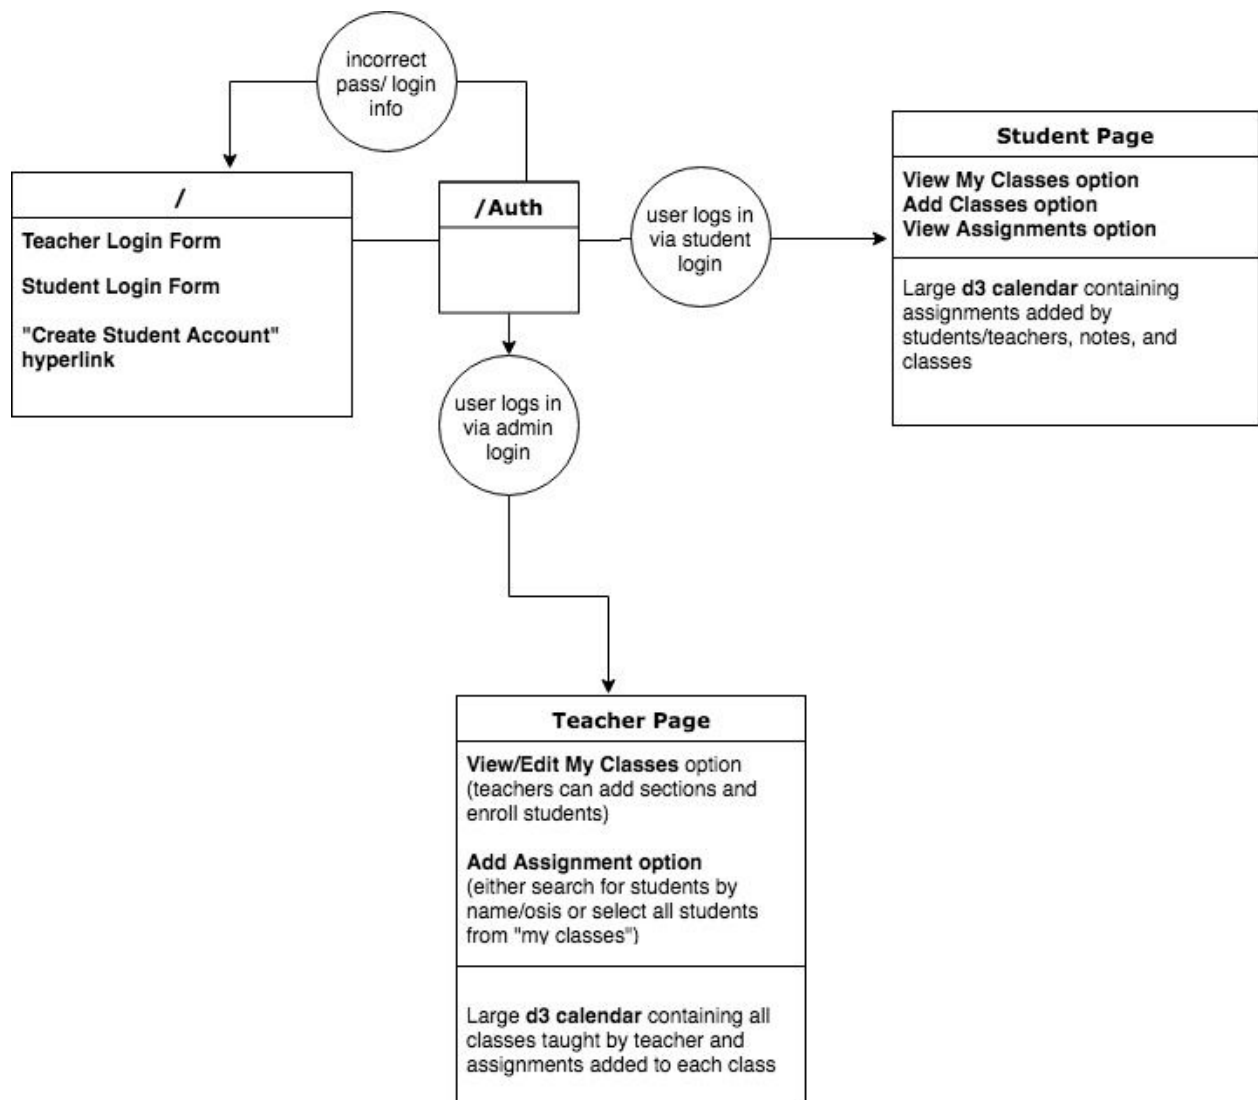 incorrect
pass/ login
info
/
Teacher Login Form
Student Login Form
"Create Student Account"
hyperlink
/Auth
user logs in
via student
login
Student Page
View My Classes option
Add Classes option
View Assignments option
Large d3 calendar containing
assignments added by
students/teachers, notes, and
classes
user logs in
via admin
login
Teacher Page
View/Edit My Classes option
(teachers can add sections and
enroll students)
Add Assignment option
(either search for students by
name/osis or select all students
from "my classes")
Large d3 calendar containing all
classes taught by teacher and
assignments added to each class